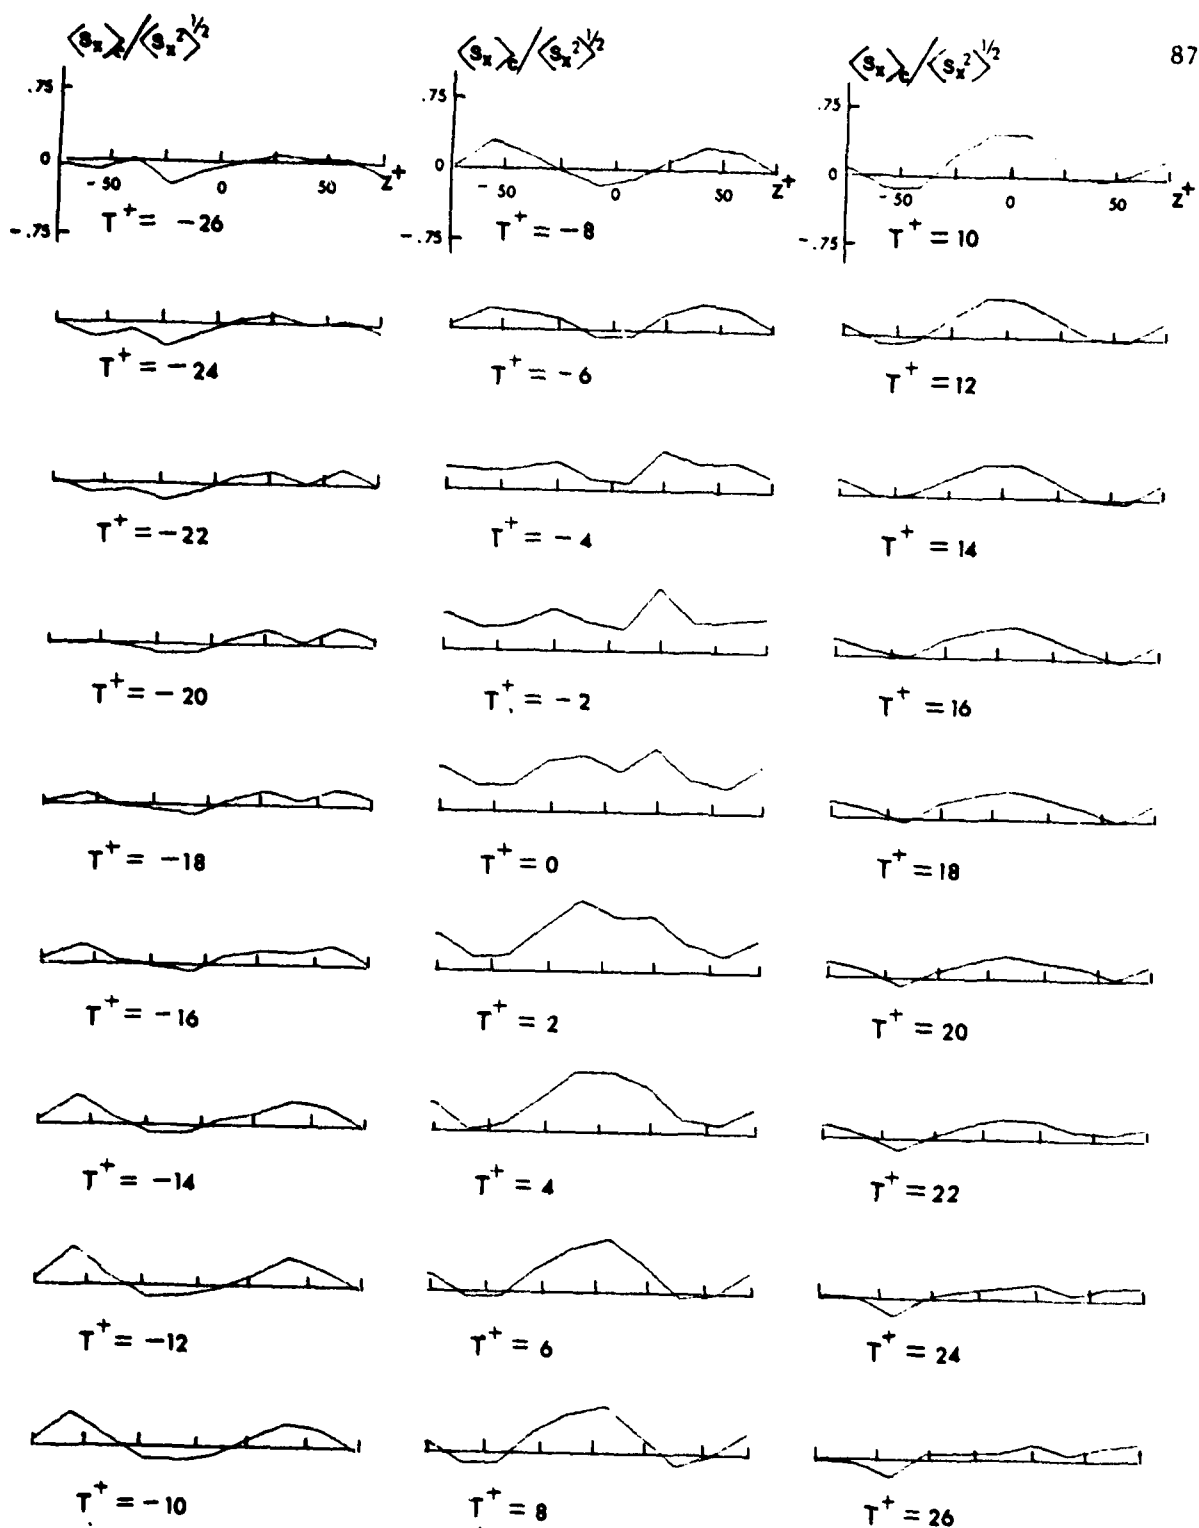 ⟨Sₓ⟩c/⟨Sₓ²⟩^1/2
.75
0
-.75
-50
0
50
Z⁺
T⁺ = -26
T⁺ = -24
T⁺ = -22
T⁺ = -20
T⁺ = -18
T⁺ = -16
T⁺ = -14
T⁺ = -12
T⁺ = -10
⟨Sₓ⟩c/⟨Sₓ²⟩^1/2
.75
0
-.75
-50
0
50
Z⁺
T⁺ = -8
T⁺ = -6
T⁺ = -4
T⁺ = -2
T⁺ = 0
T⁺ = 2
T⁺ = 4
T⁺ = 6
T⁺ = 8
⟨Sₓ⟩c/⟨Sₓ²⟩^1/2
87
.75
0
-.75
-50
0
50
Z⁺
T⁺ = 10
T⁺ = 12
T⁺ = 14
T⁺ = 16
T⁺ = 18
T⁺ = 20
T⁺ = 22
T⁺ = 24
T⁺ = 26